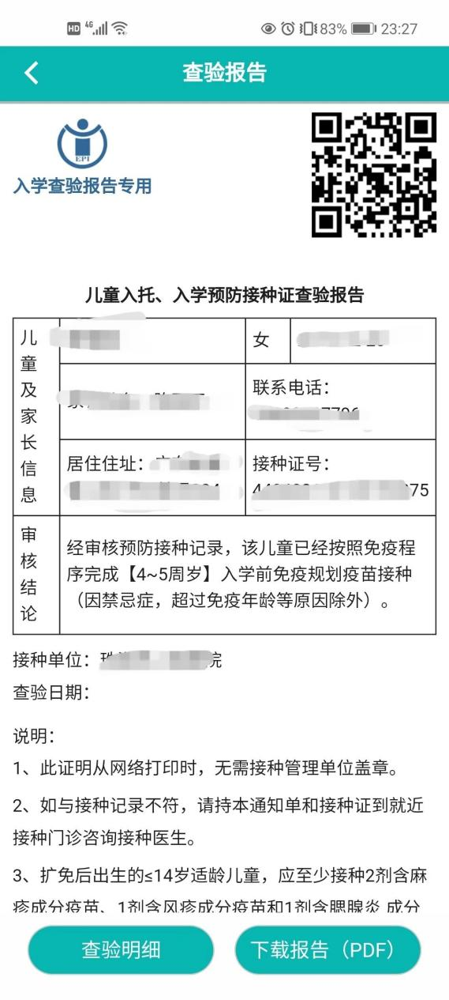 HD 4G 83% 23:27
查验报告
EPI
入学查验报告专用
儿童入托、入学预防接种证查验报告
儿童及家长信息
女
联系电话：
居住住址：
接种证号：
75
审核结论
经审核预防接种记录，该儿童已经按照免疫程
序完成【4~5周岁】入学前免疫规划疫苗接种
（因禁忌症，超过免疫年龄等原因除外）。
接种单位：
院
查验日期：
说明：
1、此证明从网络打印时，无需接种管理单位盖章。
2、如与接种记录不符，请持本通知单和接种证到就近
接种门诊咨询接种医生。
3、扩免后出生的≤14岁适龄儿童，应至少接种2剂含麻
疹成分疫苗、1剂含风疹成分疫苗和1剂含腮腺炎 成分
查验明细
下载报告（PDF）